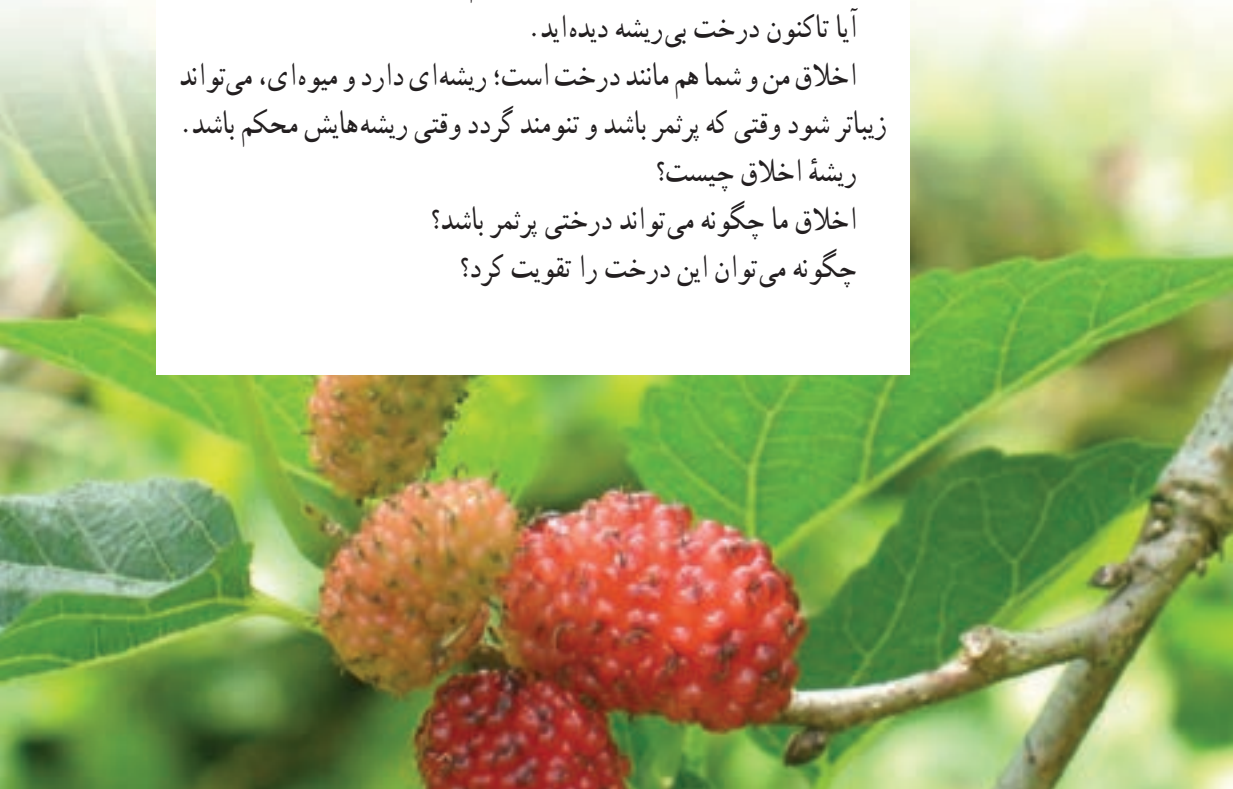 آیا تاکنون درخت بی‌ریشه دیده‌اید.
اخلاق من و شما هم مانند درخت است؛ ریشه‌ای دارد و میوه‌ای، می‌تواند
زیباتر شود وقتی که پرثمر باشد و تنومند گردد وقتی ریشه‌هایش محکم باشد.
ریشهٔ اخلاق چیست؟
اخلاق ما چگونه می‌تواند درختی پرثمر باشد؟
چگونه می‌توان این درخت را تقویت کرد؟